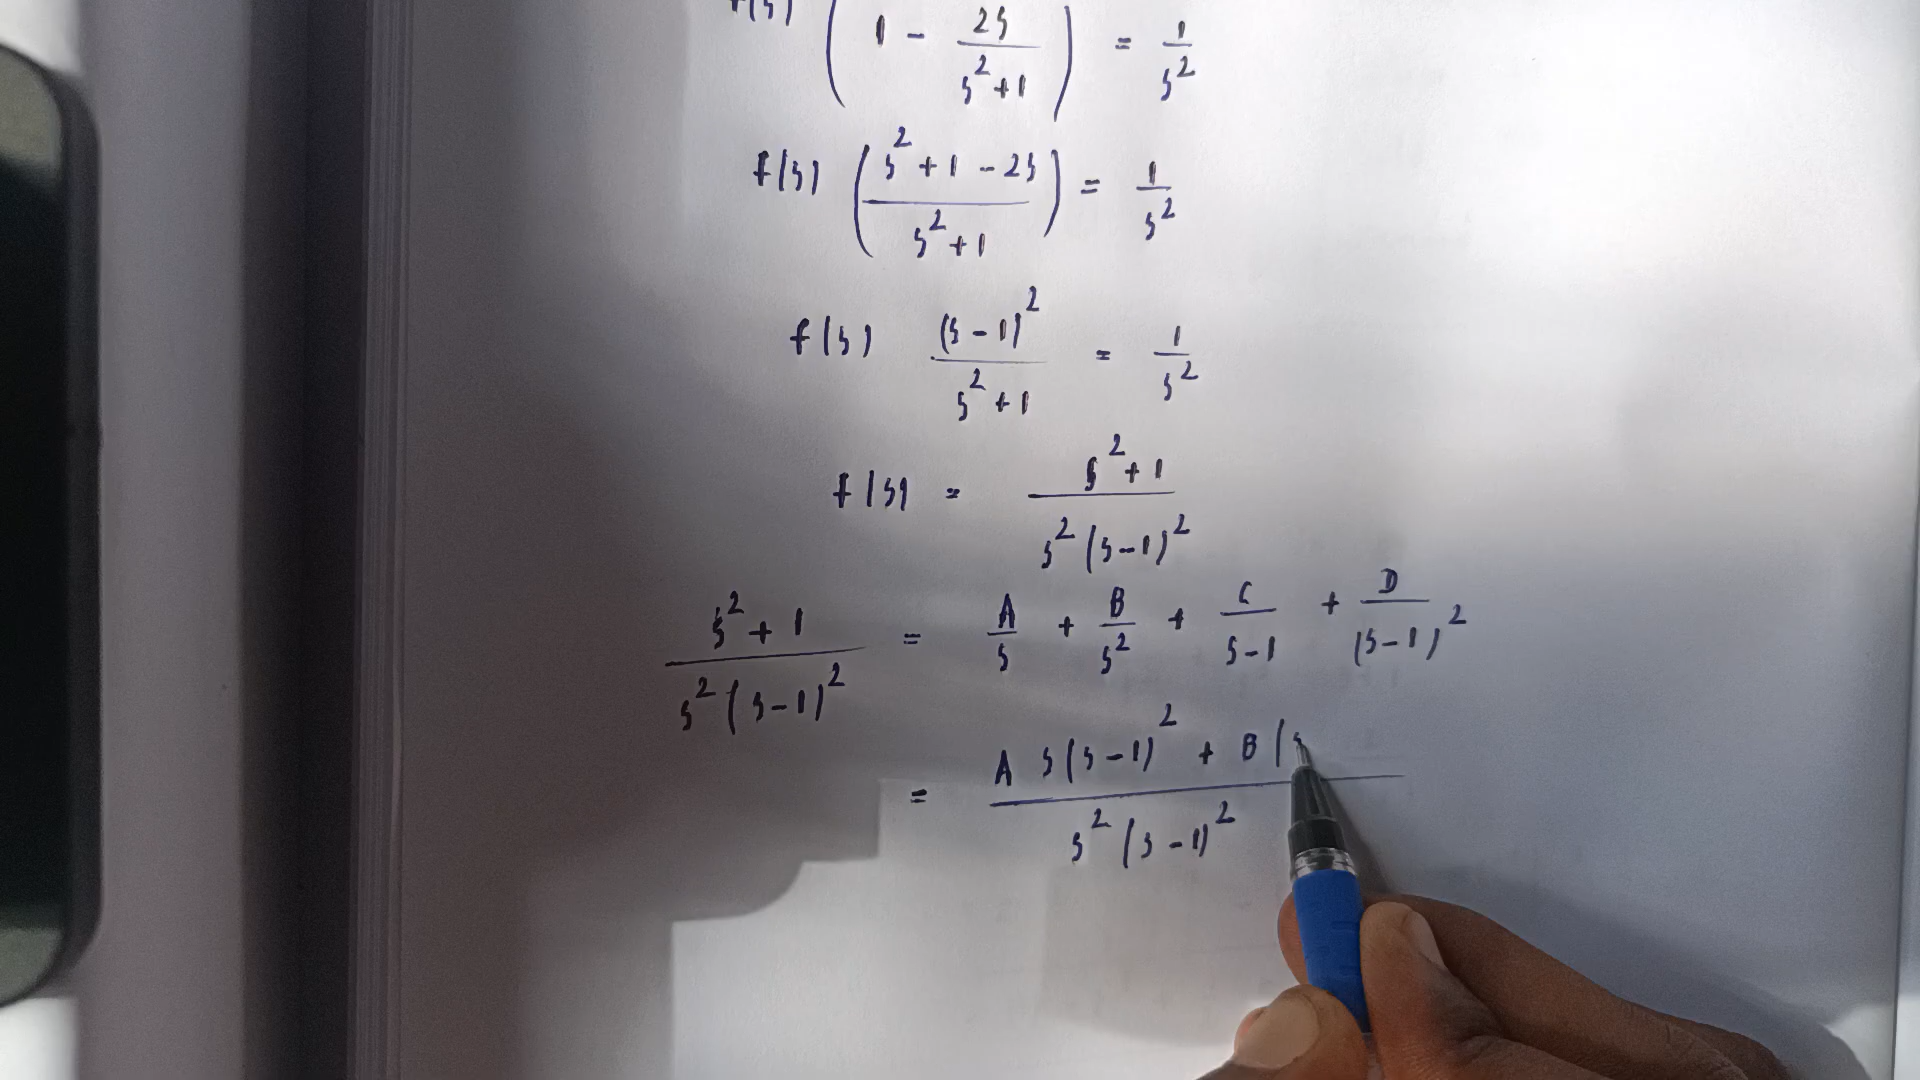 f(s) ( 1 - 2s / s² + 1 ) = 1 / s²
f(s) ( s² + 1 - 2s / s² + 1 ) = 1 / s²
f(s) (s - 1)² / s² + 1 = 1 / s²
f(s) = s² + 1 / s² (s - 1)²
s² + 1 / s² (s - 1)² = A / s + B / s² + C / s - 1 + D / (s - 1)²
= A s(s - 1)² + B (s / s² (s - 1)²